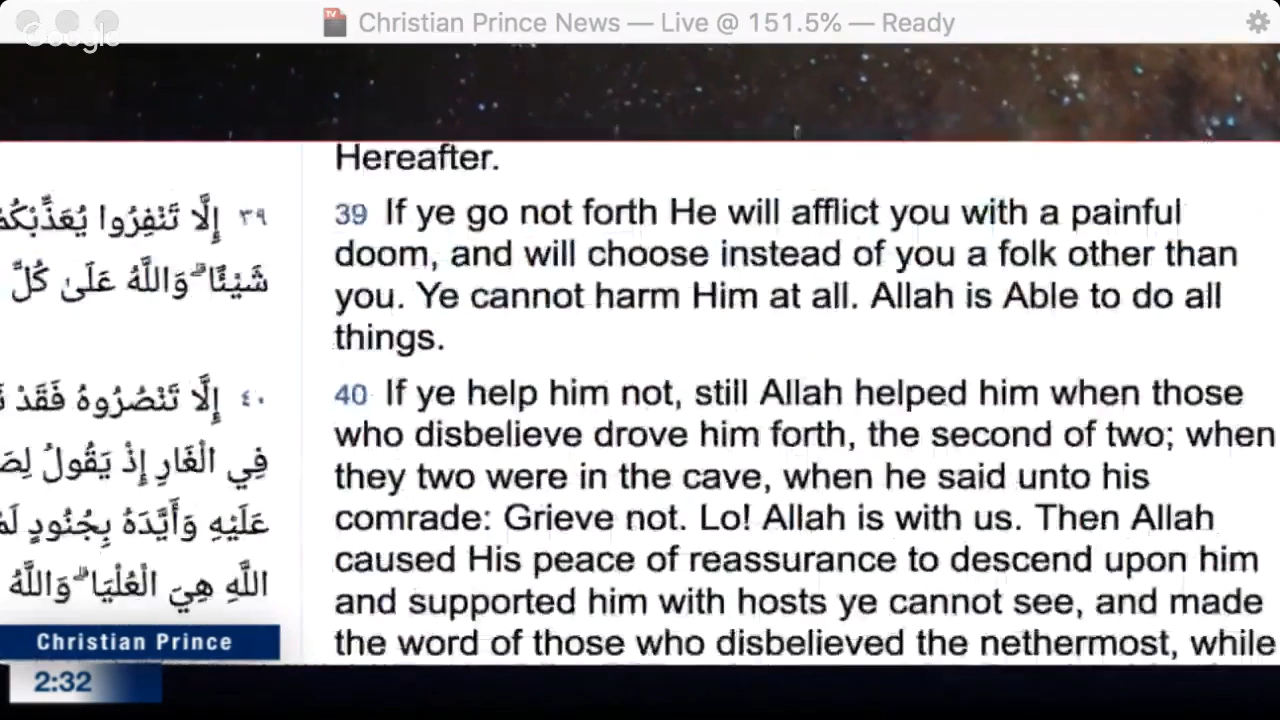 Google
Christian Prince News — Live @ 151.5% — Ready
Hereafter.
39 If ye go not forth He will afflict you with a painful
doom, and will choose instead of you a folk other than
you. Ye cannot harm Him at all. Allah is Able to do all
things.
40 If ye help him not, still Allah helped him when those
who disbelieve drove him forth, the second of two; when
they two were in the cave, when he said unto his
comrade: Grieve not. Lo! Allah is with us. Then Allah
caused His peace of reassurance to descend upon him
and supported him with hosts ye cannot see, and made
the word of those who disbelieved the nethermost, while
٣٩ إِلَّا تَنْفِرُوا يُعَذِّبْكُمْ
شَيْئًا ۗ وَاللَّهُ عَلَىٰ كُلِّ
٤٠ إِلَّا تَنْصُرُوهُ فَقَدْ
فِي الْغَارِ إِذْ يَقُولُ
عَلَيْهِ وَأَيَّدَهُ بِجُنُودٍ
اللَّهِ هِيَ الْعُلْيَا ۗ وَاللَّهُ
Christian Prince
2:32